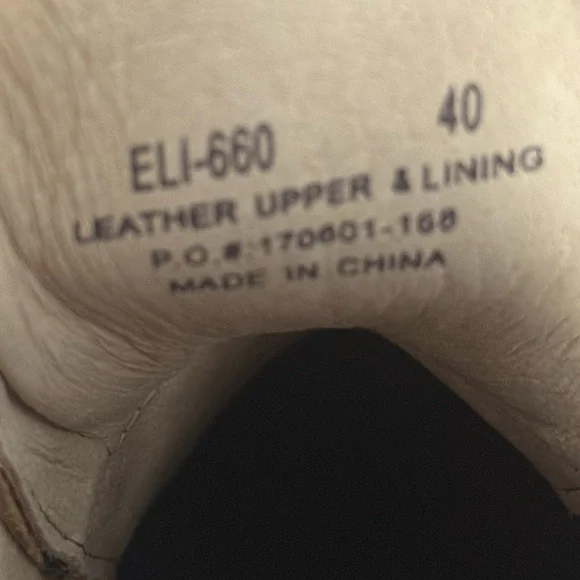 ELI-660 40
LEATHER UPPER & LINING
P.O.#:170601-168
MADE IN CHINA